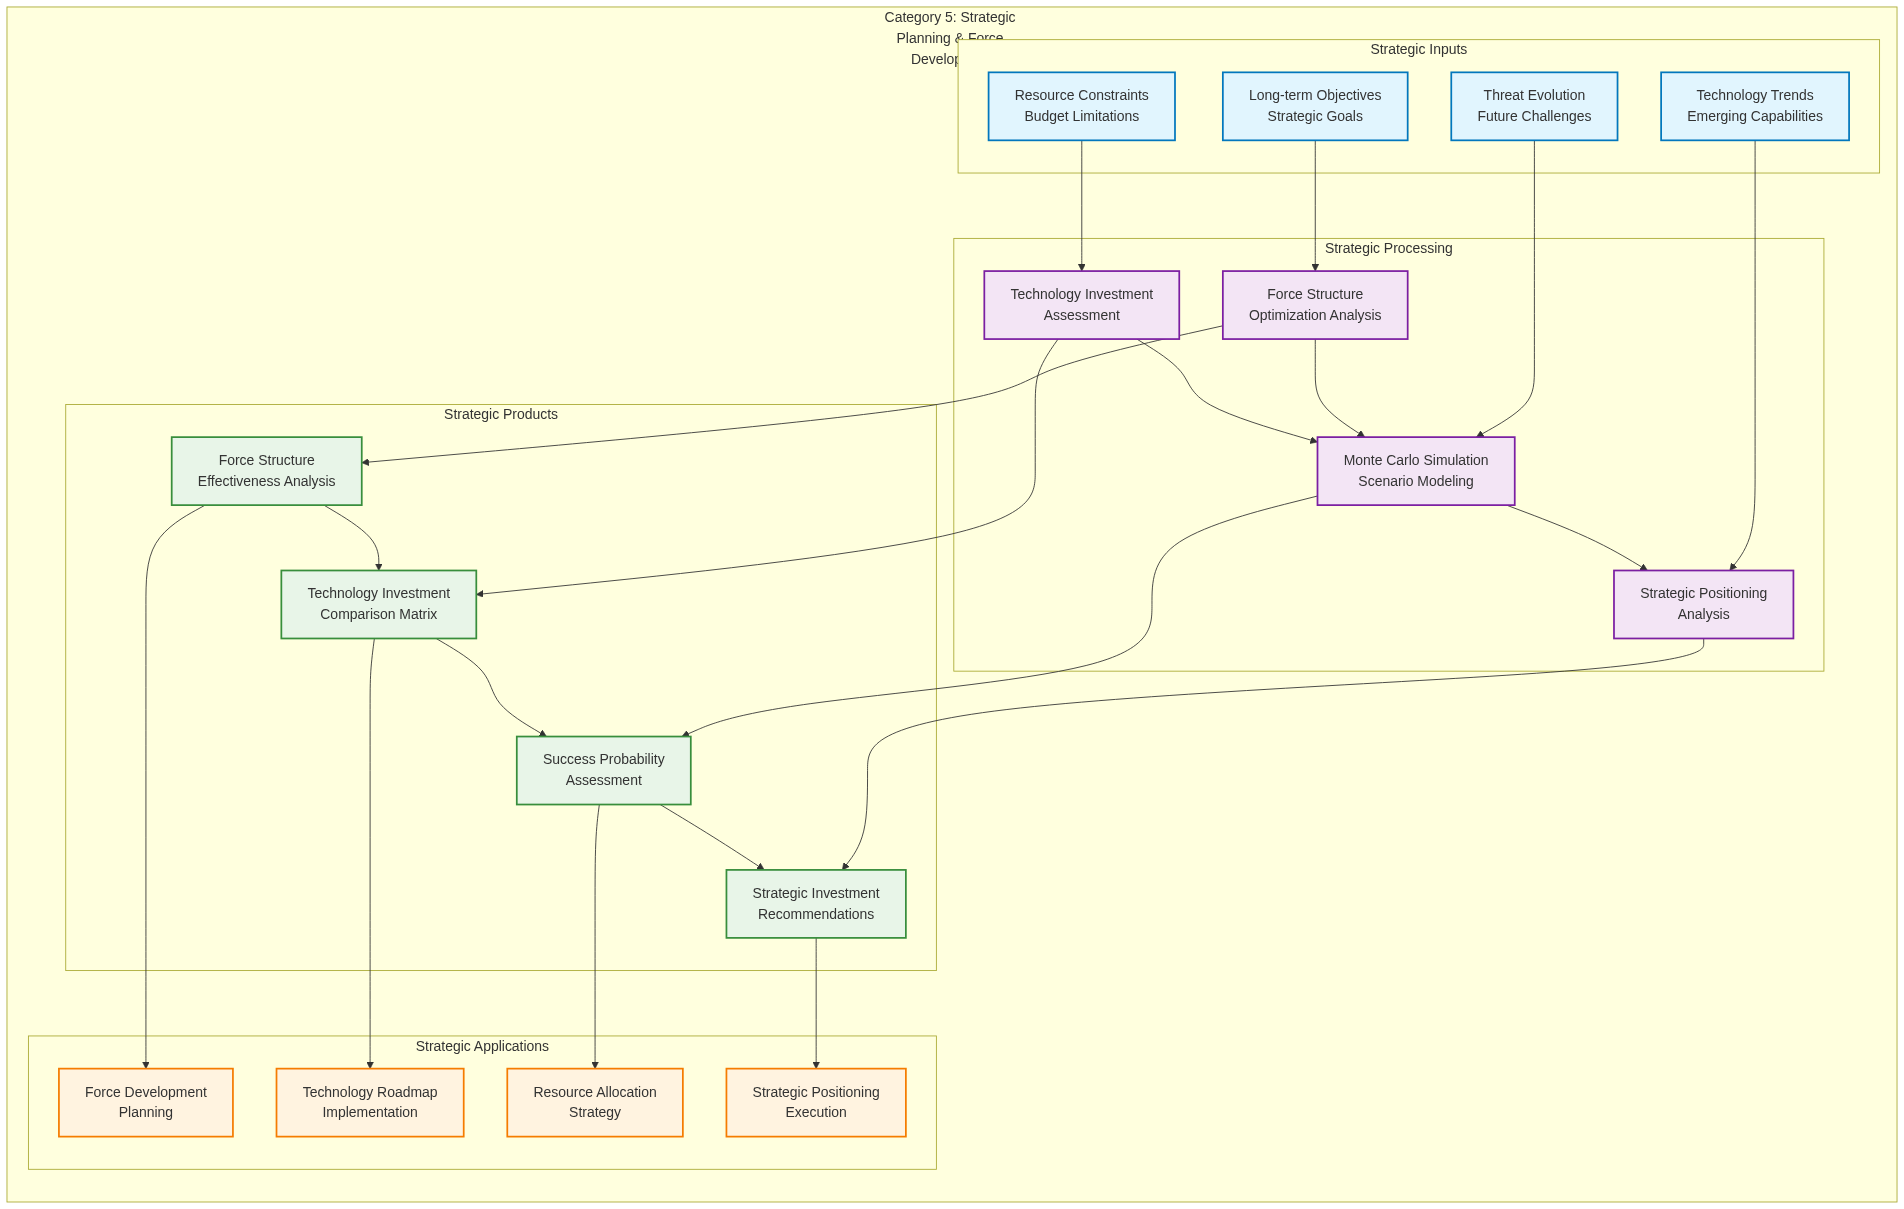 Category 5: Strategic
Planning & Force
Develop
Strategic Inputs
Resource Constraints
Budget Limitations
Long-term Objectives
Strategic Goals
Threat Evolution
Future Challenges
Technology Trends
Emerging Capabilities
Strategic Processing
Technology Investment
Assessment
Force Structure
Optimization Analysis
Monte Carlo Simulation
Scenario Modeling
Strategic Positioning
Analysis
Strategic Products
Force Structure
Effectiveness Analysis
Technology Investment
Comparison Matrix
Success Probability
Assessment
Strategic Investment
Recommendations
Strategic Applications
Force Development
Planning
Technology Roadmap
Implementation
Resource Allocation
Strategy
Strategic Positioning
Execution